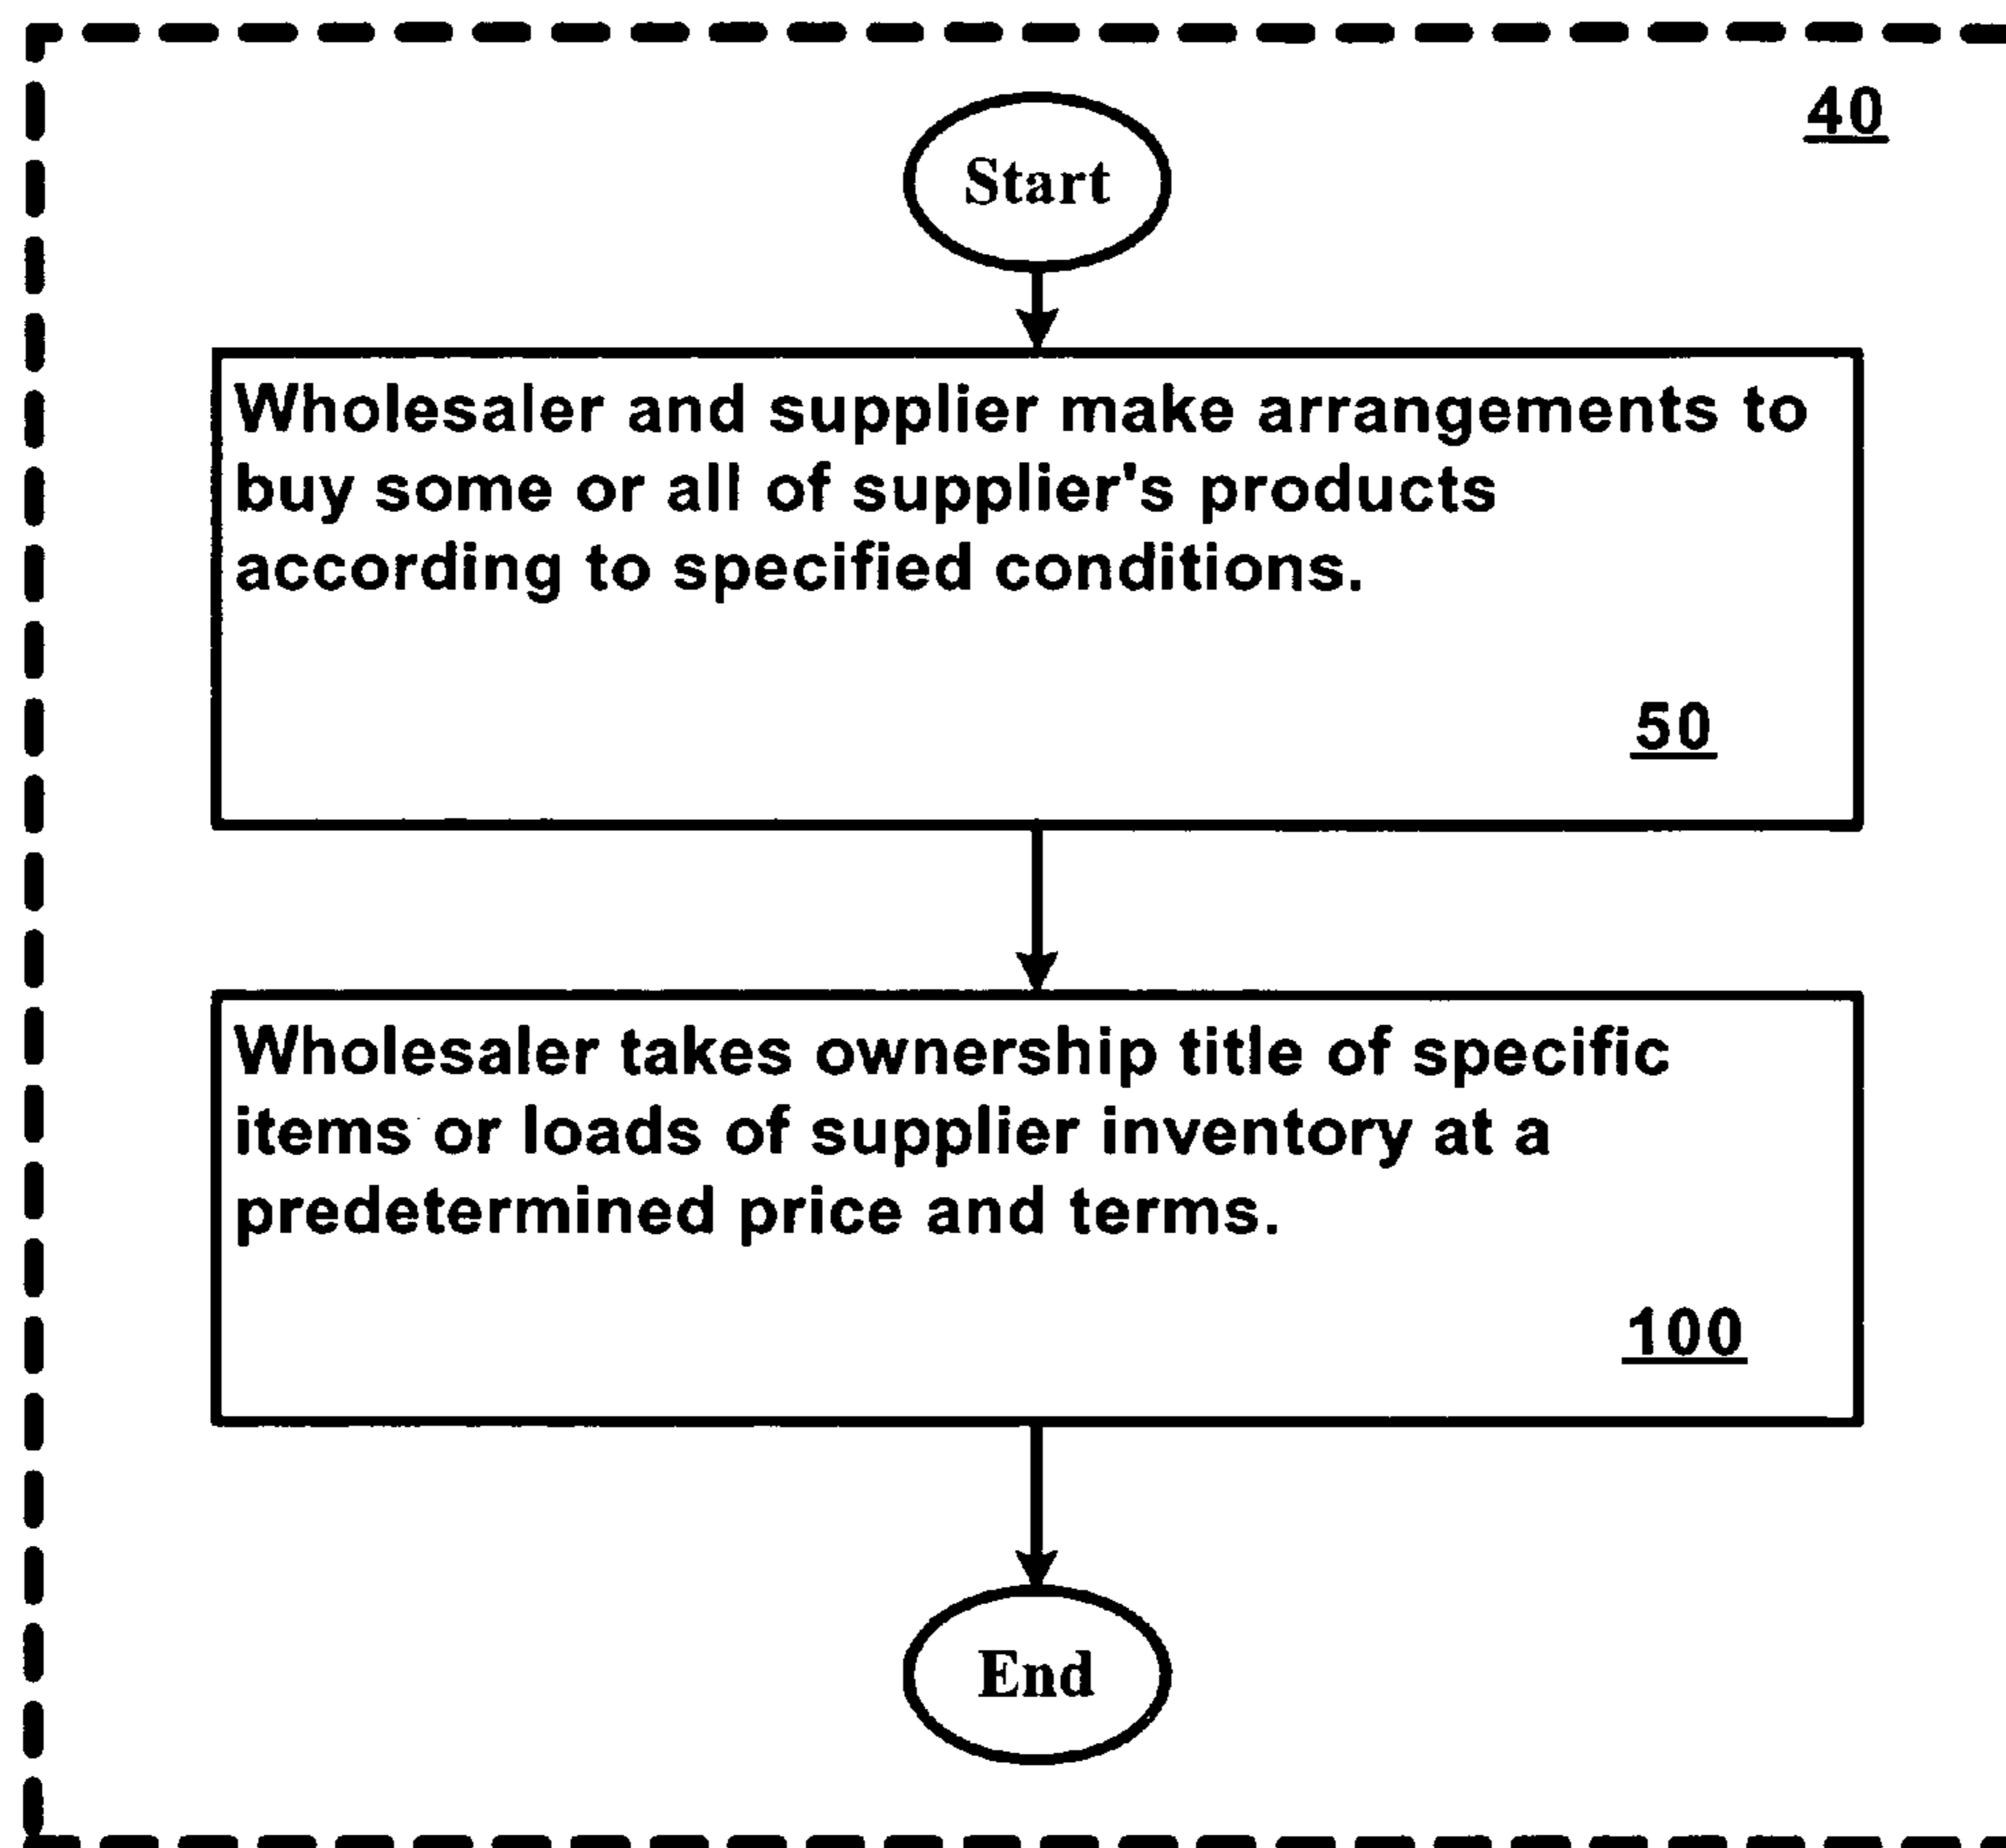 40
Start
Wholesaler and supplier make arrangements to
buy some or all of supplier's products
according to specified conditions.
50
Wholesaler takes ownership title of specific
items or loads of supplier inventory at a
predetermined price and terms.
100
End